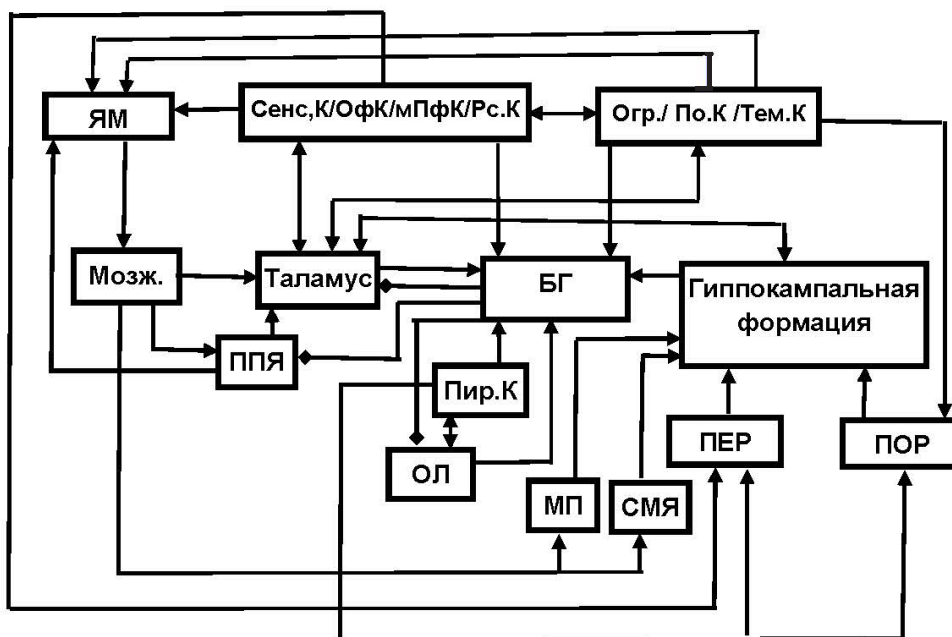 ЯМ
Сенс,К/ОфК/мПфК/Рс.К
Огр./ По.К /Тем.К
Мозж.
Таламус
БГ
Гиппокампальная
формация
ППЯ
Пир.К
ОЛ
МП
СМЯ
ПЕР
ПОР